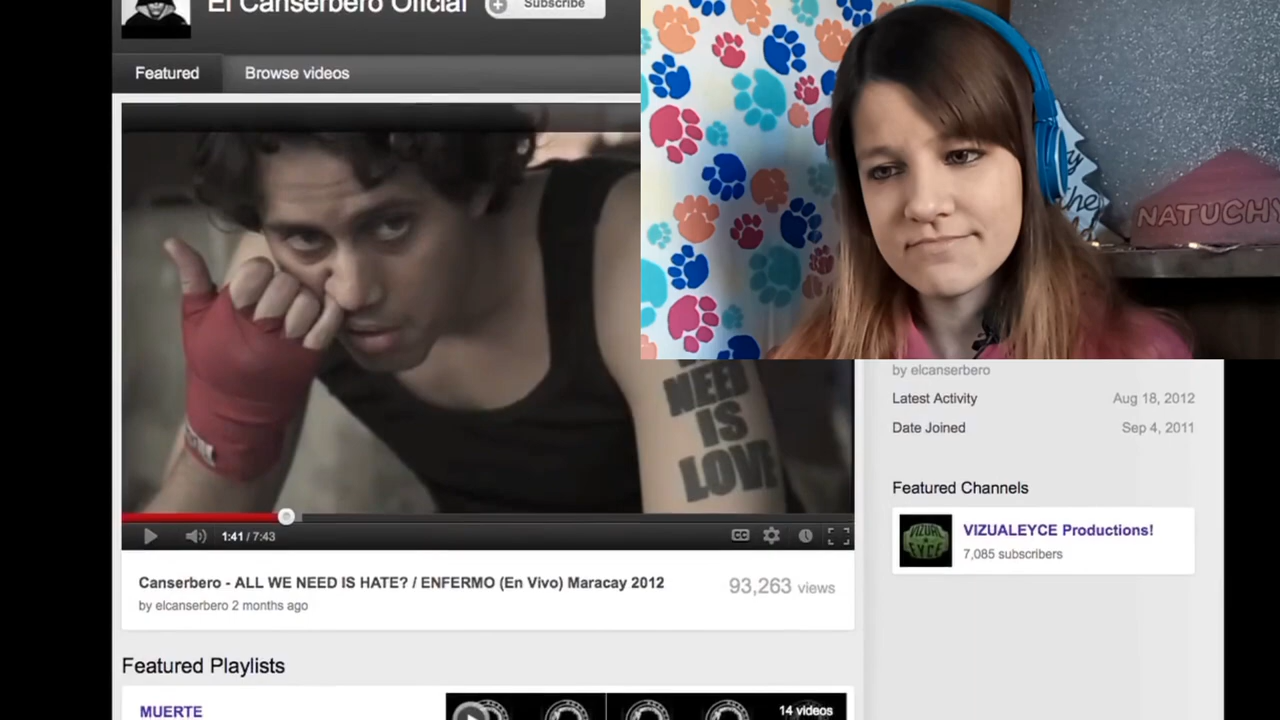 El Canserbero Oficial
Subscribe
Featured
Browse videos
NEED
IS
LOVE
NATUCHY
1:41 / 7:43
CC
Canserbero - ALL WE NEED IS HATE? / ENFERMO (En Vivo) Maracay 2012
93,263 views
by elcanserbero 2 months ago
Featured Playlists
MUERTE
14 videos
by elcanserbero
Latest Activity
Aug 18, 2012
Date Joined
Sep 4, 2011
Featured Channels
VIZUAL
EYCE
VIZUALEYCE Productions!
7,085 subscribers